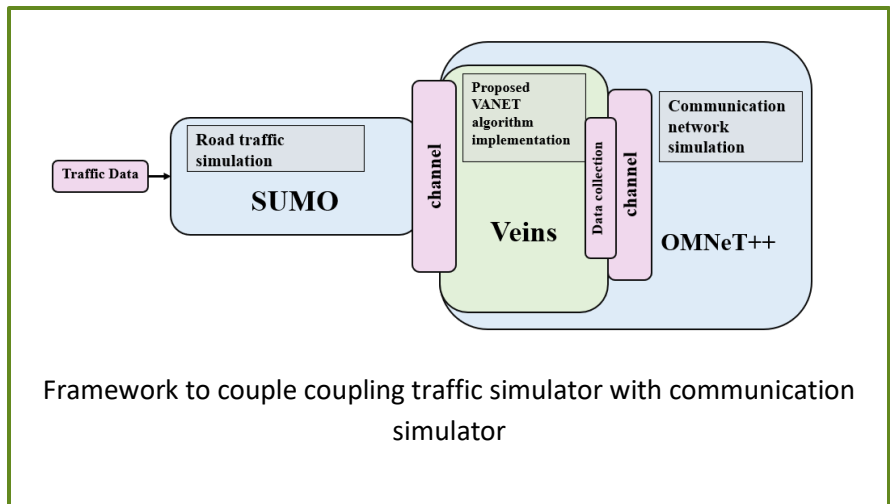 Traffic Data
Road traffic
simulation
SUMO
channel
Proposed
VANET
algorithm
implementation
Veins
Data collection
channel
Communication
network
simulation
OMNeT++
Framework to couple coupling traffic simulator with communication
simulator